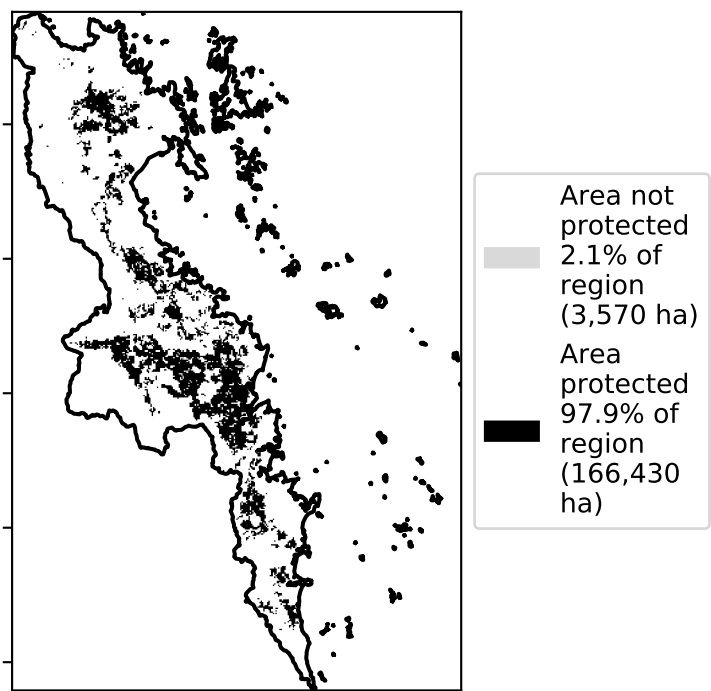 Area not
protected
2.1% of
region
(3,570 ha)
Area
protected
97.9% of
region
(166,430
ha)